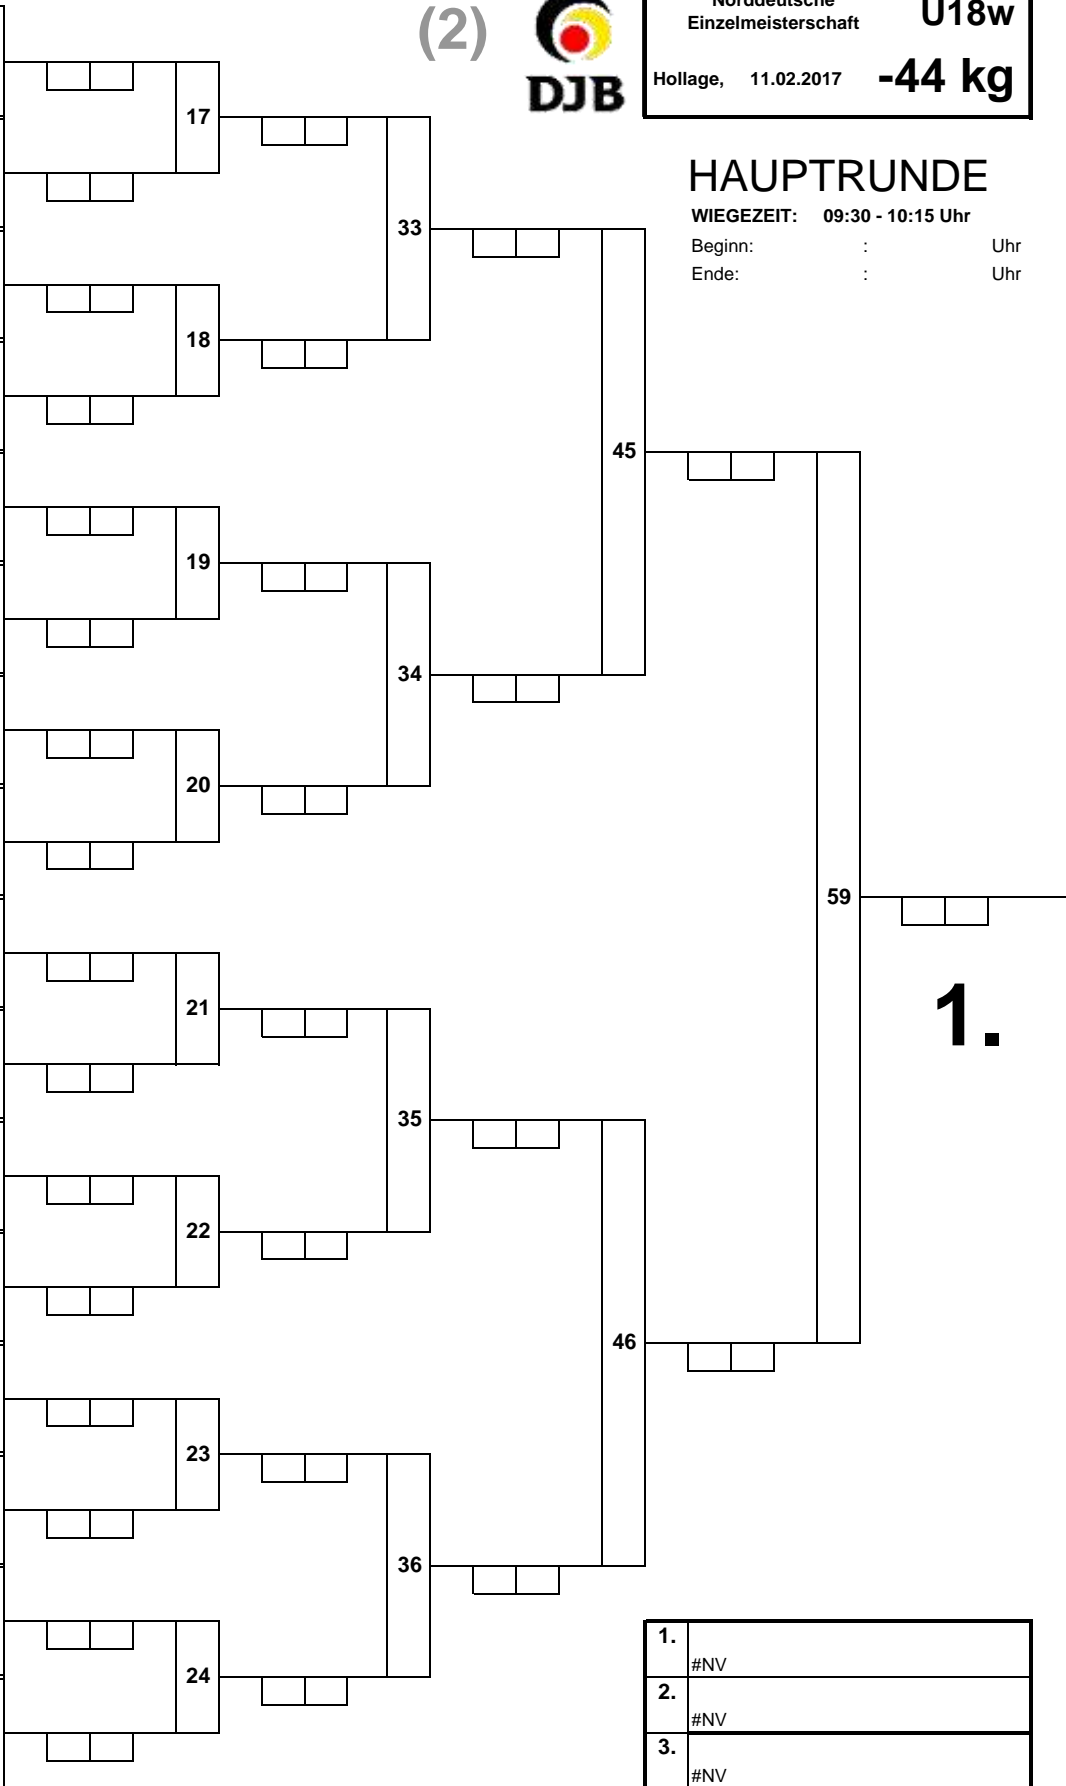 (2)
DJB
Norddeutsche
Einzelmeisterschaft
U18w
Hollage, 11.02.2017
-44 kg
HAUPTRUNDE
WIEGEZEIT: 09:30 - 10:15 Uhr
Beginn: : Uhr
Ende: : Uhr
17
33
18
45
19
34
20
59
21
1.
35
22
46
23
36
24
1.
#NV
2.
#NV
3.
#NV